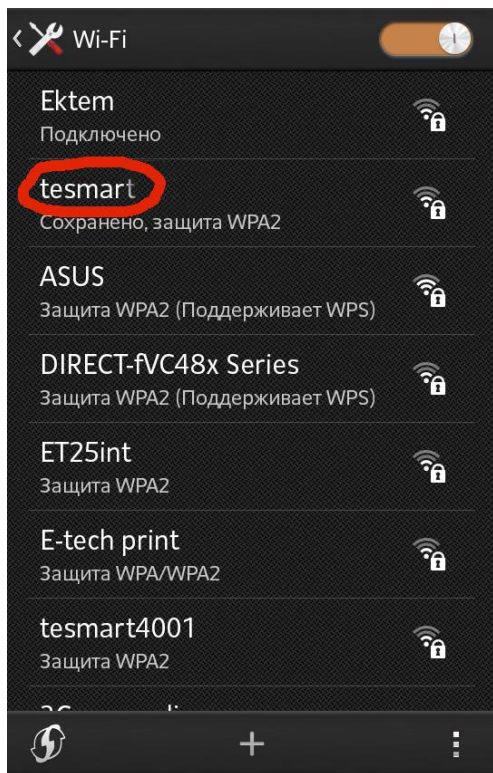 Wi-Fi
Ektem
Подключено
tesmart
Сохранено, защита WPA2
ASUS
Защита WPA2 (Поддерживает WPS)
DIRECT-fVC48x Series
Защита WPA2 (Поддерживает WPS)
ET25int
Защита WPA2
E-tech print
Защита WPA/WPA2
tesmart4001
Защита WPA2